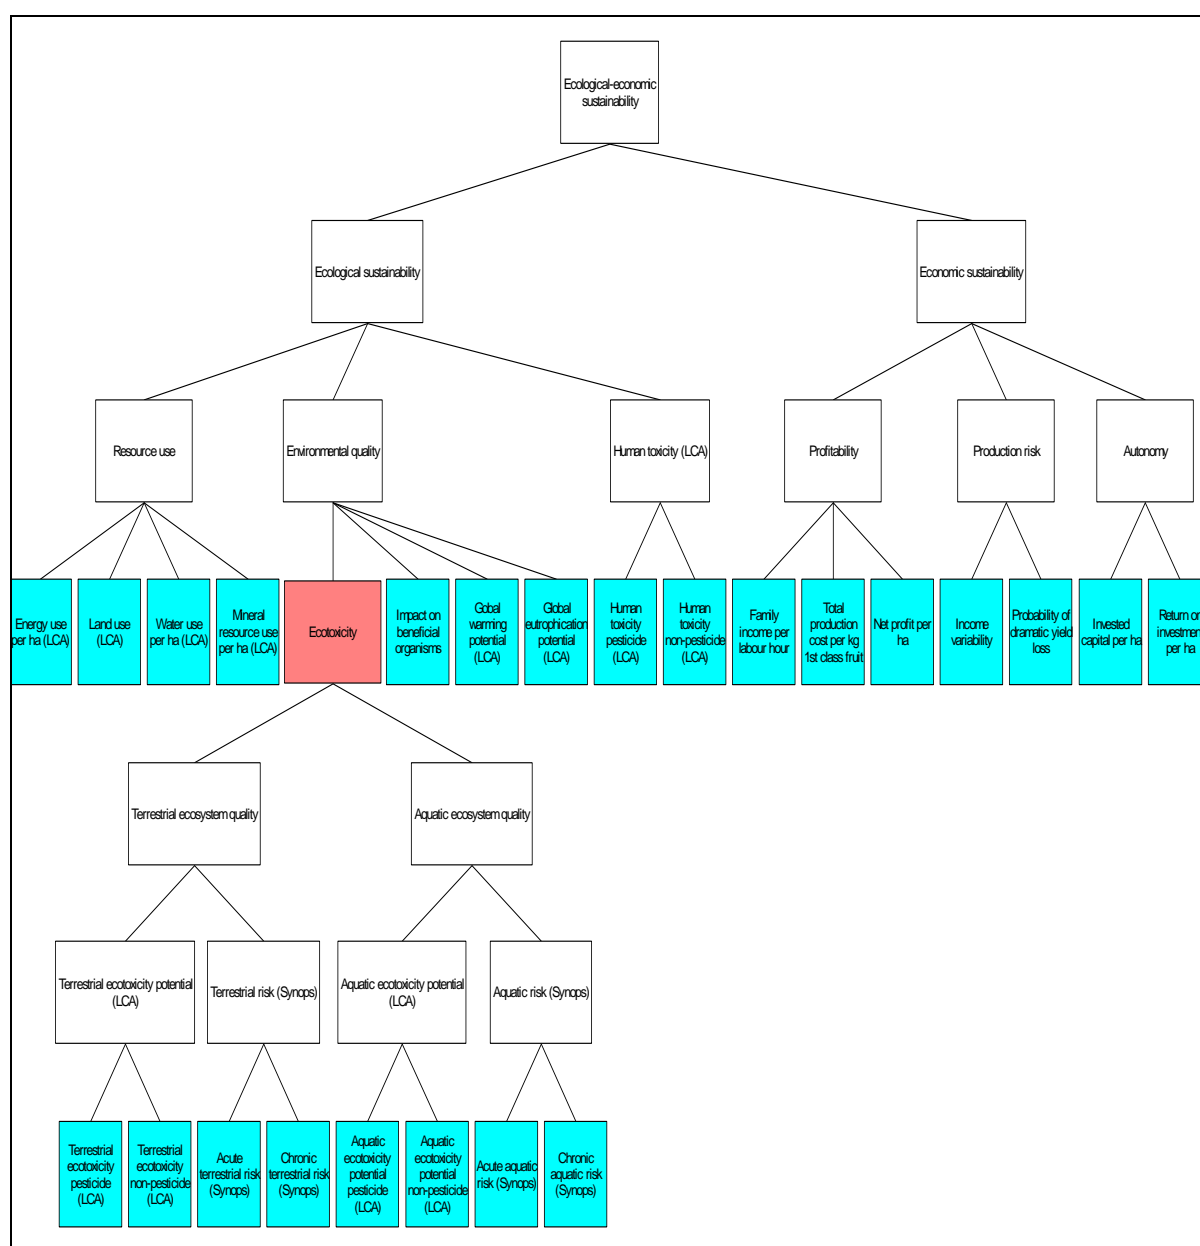 Ecological-economic
sustainability
Ecological sustainability
Economic sustainability
Resource use
Environmental quality
Human toxicity (LCA)
Profitability
Production risk
Autonomy
Energy use
per ha (LCA)
Land use
(LCA)
Water use
per ha (LCA)
Mineral
resource use
per ha (LCA)
Ecotoxicity
Impact on
beneficial
organisms
Gobal
warming
potential
(LCA)
Global
eutrophication
potential
(LCA)
Human
toxicity
pesticide
(LCA)
Human
toxicity
non-pesticide
(LCA)
Family
income per
labour hour
Total
production
cost per kg
1st class fruit
Net profit per
ha
Income
variability
Probability of
dramatic yield
loss
Invested
capital per ha
Return on
investment
per ha
Terrestrial ecosystem quality
Aquatic ecosystem quality
Terrestrial ecotoxicity potential
(LCA)
Terrestrial risk (Synops)
Aquatic ecotoxicity potential
(LCA)
Aquatic risk (Synops)
Terrestrial
ecotoxicity
pesticide
(LCA)
Terrestrial
ecotoxicity
non-pesticide
(LCA)
Acute
terrestrial risk
(Synops)
Chronic
terrestrial risk
(Synops)
Aquatic
ecotoxicity
potential
pesticide
(LCA)
Aquatic
ecotoxicity
potential
non-pesticide
(LCA)
Acute aquatic
risk (Synops)
Chronic
aquatic risk
(Synops)